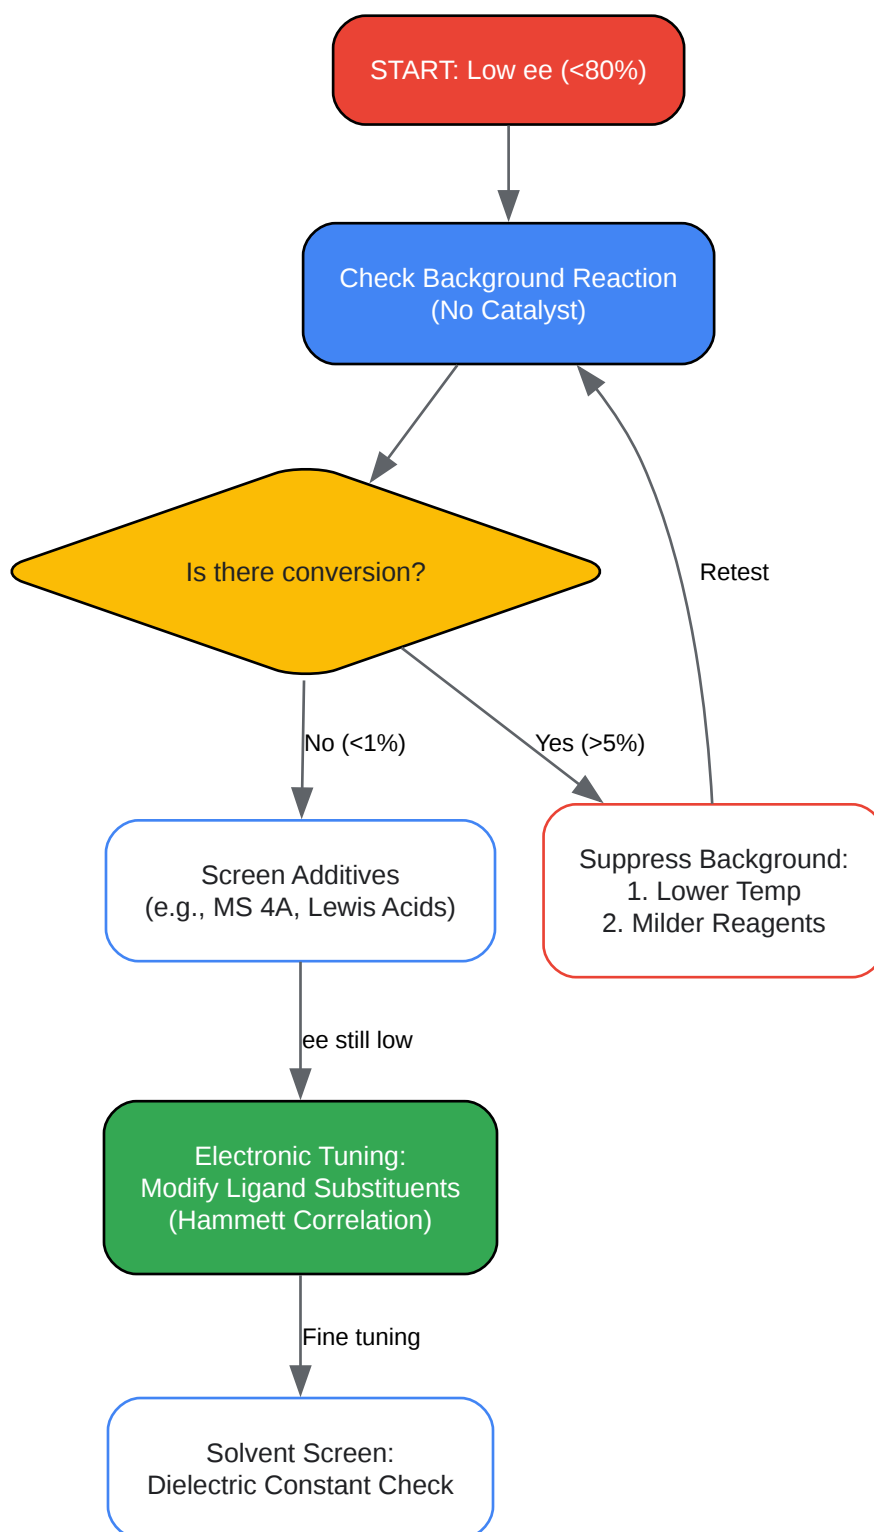 START: Low ee (<80%)
Check Background Reaction
(No Catalyst)
Is there conversion?
Retest
No (<1%)
Yes (>5%)
Screen Additives
(e.g., MS 4A, Lewis Acids)
Suppress Background:
1. Lower Temp
2. Milder Reagents
ee still low
Electronic Tuning:
Modify Ligand Substituents
(Hammett Correlation)
Fine tuning
Solvent Screen:
Dielectric Constant Check